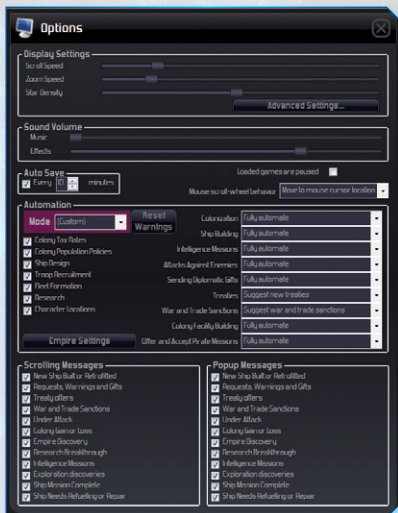 Options
Display Settings
Scroll Speed
Zoom Speed
Star Density
Advanced Settings...
Sound Volume
Music
Effects
Auto Save
Every 10 minutes
Loaded games are paused
Mouse scroll-wheel behavior Move to mouse cursor location
Automation
Mode (Custom) Reset Warnings
Colony Tax Rates
Colony Population Policies
Ship Design
Troop Recruitment
Fleet Formation
Research
Character Locations
Empire Settings
Colonization Fully automate
Ship Building Fully automate
Intelligence Missions Fully automate
Attacks Against Enemies Fully automate
Sending Diplomatic Gifts Fully automate
Treaties Suggest new treaties
War and Trade Sanctions Suggest war and trade sanctions
Colony Facility Building Fully automate
Offer and Accept Pirate Missions Fully automate
Scrolling Messages
New Ship Built or Retrofitted
Requests, Warnings and Gifts
Treaty offers
War and Trade Sanctions
Under Attack
Colony Gain or Loss
Empire Discovery
Research Breakthrough
Intelligence Missions
Exploration discoveries
Ship Mission Complete
Ship Needs Refuelling or Repair
Popup Messages
New Ship Built or Retrofitted
Requests, Warnings and Gifts
Treaty offers
War and Trade Sanctions
Under Attack
Colony Gain or Loss
Empire Discovery
Research Breakthrough
Intelligence Missions
Exploration discoveries
Ship Mission Complete
Ship Needs Refuelling or Repair